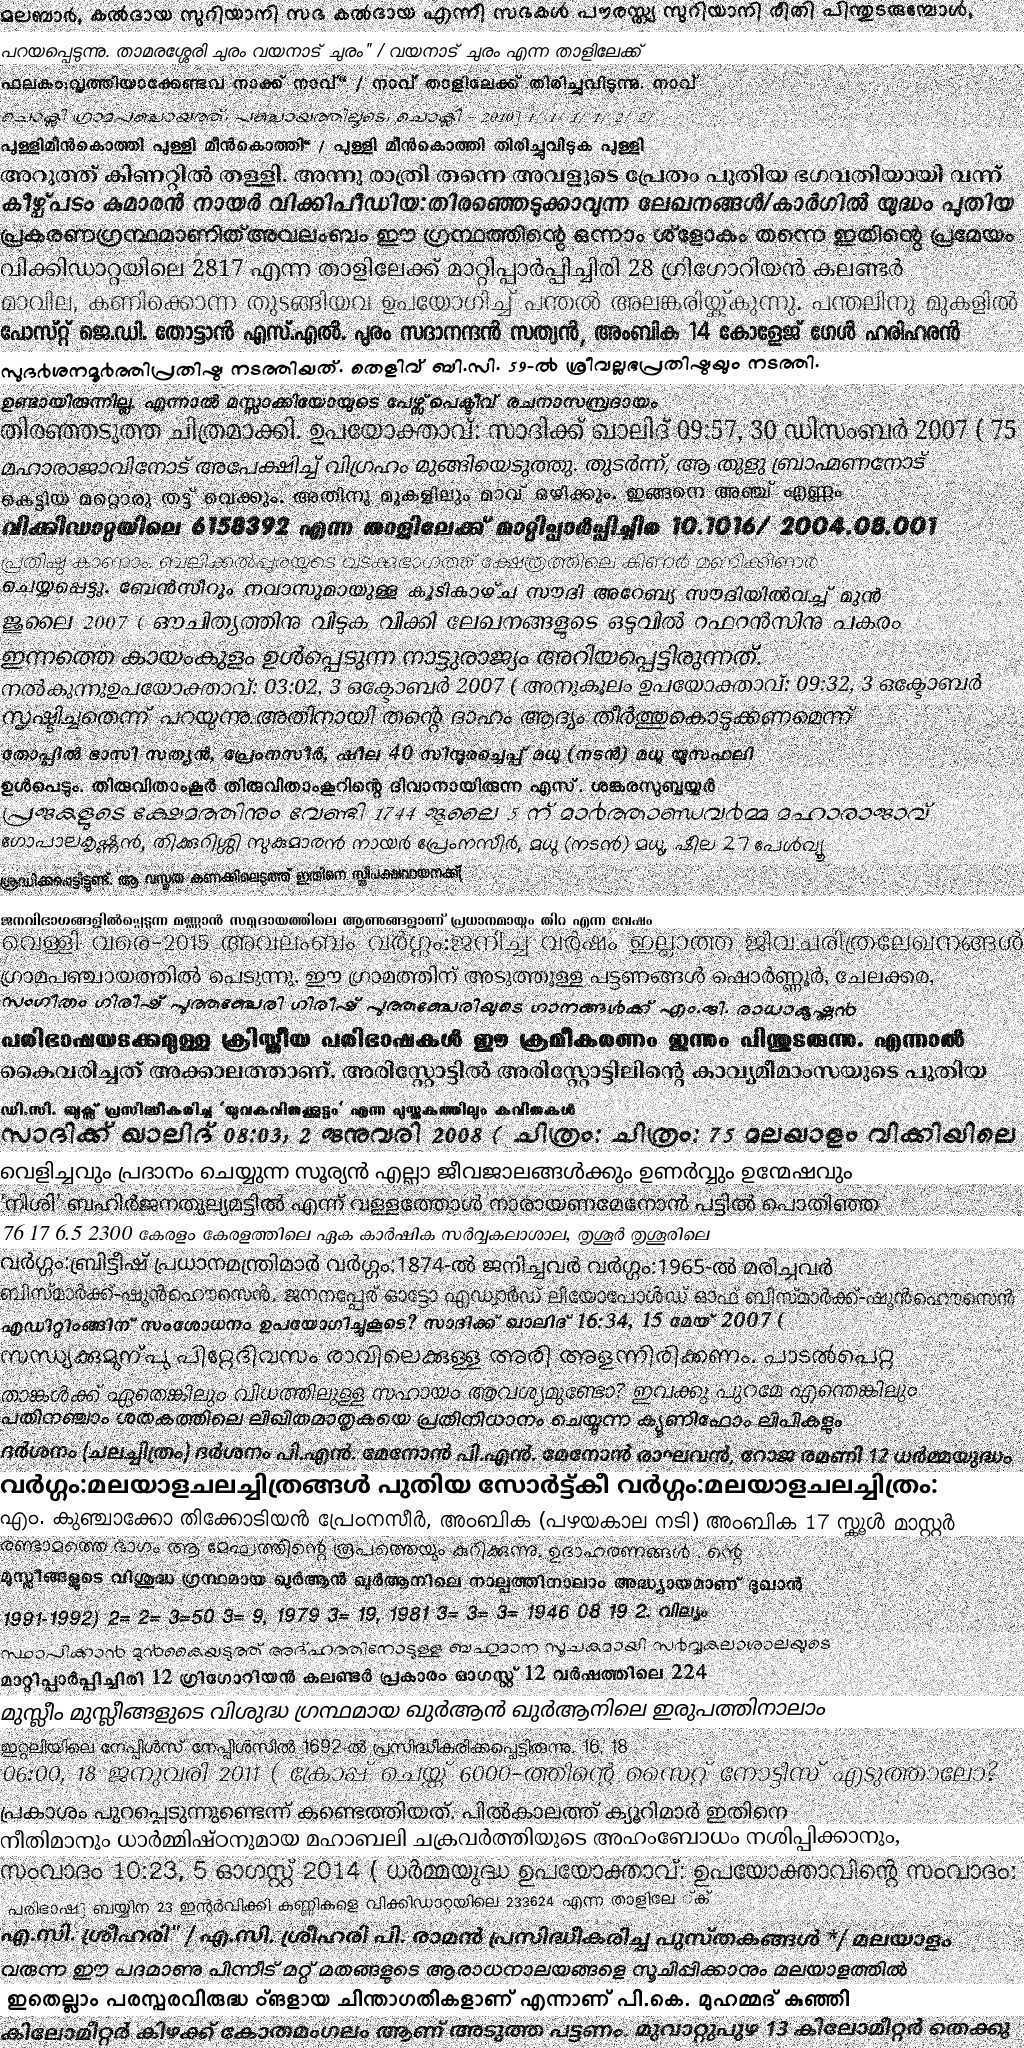 മലബാർ, കൽദായ സുറിയാനി സഭ കൽദായ എന്നീ സഭകൾ പൗരസ്ത്യ സുറിയാനി രീതി പിന്തുടരുമ്പോൾ,
പറയപ്പെടുന്നു. താമരശ്ശേരി ചുരം വയനാട് ചുരം" / വയനാട് ചുരം എന്ന താളിലേക്ക്
ഫലകം:വൃത്തിയാക്കേണ്ടവ നാക്ക് നാവ്" / നാവ് താളിലേക്ക് തിരിച്ചുവിടുന്നു. നാവ്
ചൊക്ലി ഗ്രാമപഞ്ചായത്ത്, പഞ്ചായത്തിലൂടെ, ചൊക്ലി - 2010
പുള്ളിമീൻകൊത്തി പുള്ളി മീൻകൊത്തി" / പുള്ളി മീൻകൊത്തി തിരിച്ചുവിടുക പുള്ളി
അറുത്ത് കിണറ്റിൽ തള്ളി. അന്നു രാത്രി തന്നെ അവളുടെ പ്രേതം പുതിയ ഭഗവതിയായി വന്ന്
കീഴ്പ്പടം കുമാരൻ നായർ വിക്കിപീഡിയ:തിരഞ്ഞെടുക്കാവുന്ന ലേഖനങ്ങൾ/കാർഗിൽ യുദ്ധം പുതിയ
പ്രകരണഗ്രന്ഥമാണിത്അവലംബം ഈ ഗ്രന്ഥത്തിന്റെ ഒന്നാം ശ്ളോകം തന്നെ ഇതിന്റെ പ്രമേയം
വിക്കിഡാറ്റയിലെ 2817 എന്ന താളിലേക്ക് മാറ്റിപ്പാർപ്പിച്ചിരി 28 ഗ്രിഗോറിയൻ കലണ്ടർ
മാവില, കണിക്കൊന്ന തുടങ്ങിയവ ഉപയോഗിച്ച് പന്തൽ അലങ്കരിയ്ക്കുന്നു. പന്തലിനു മുകളിൽ
പോസ്റ്റ് ജെ.ഡി. തോട്ടാൻ എസ്.എൽ. പുരം സദാനന്ദൻ സത്യൻ, അംബിക 14 കോളേജ് ഗേൾ ഹരിഹരൻ
സുദർശനമൂർത്തിപ്രതിഷ്ഠ നടത്തിയത്. തെളിവ് ബി.സി. 59-ൽ ശ്രീവല്ലഭപ്രതിഷ്ഠയും നടത്തി.
ഉണ്ടായിരുന്നില്ല. എന്നാൽ മസ്സാക്കിയോയുടെ പേഴ്സ്പെക്ടീവ് രചനാസമ്പ്രദായം
തിരഞ്ഞടുത്ത ചിത്രമാക്കി. ഉപയോക്താവ്: സാദിക്ക് ഖാലിദ് 09:57, 30 ഡിസംബർ 2007 ( 75
മഹാരാജാവിനോട് അപേക്ഷിച്ച് വിഗ്രഹം മുങ്ങിയെടുത്തു. തുടർന്ന്, ആ തുളു ബ്രാഹ്മണനോട്
കെട്ടിയ മറ്റൊരു തട്ട് വെക്കും. അതിനു മുകളിലും മാവ് ഒഴിക്കും. ഇങ്ങനെ അഞ്ച് എണ്ണം
വിക്കിഡാറ്റയിലെ 6158392 എന്ന താളിലേക്ക് മാറ്റിപ്പാർപ്പിച്ചിര 10.1016/ 2004.08.001
പ്രതിഷ്ഠ കാണാം. ബലിക്കൽപ്പുരയുടെ വടക്കുഭാഗത്ത് ക്ഷേത്രത്തിലെ കിണർ മണിക്കിണർ
ചെയ്യപ്പെട്ടു. ബേൻസീറും നവാസുമായുള്ള കൂടികാഴ്ച സൗദി അറേബ്യ സൗദിയിൽവച്ച് മുൻ
ജൂലൈ 2007 ( ഔചിത്യത്തിനു വിടുക വിക്കി ലേഖനങ്ങളുടെ ഒടുവിൽ റഫറൻസിനു പകരം
ഇന്നത്തെ കായംകുളം ഉൾപ്പെടുന്ന നാട്ടുരാജ്യം അറിയപ്പെട്ടിരുന്നത്.
നൽകുന്നുഉപയോക്താവ്: 03:02, 3 ഒക്ടോബർ 2007 ( അനുകൂലം ഉപയോക്താവ്: 09:32, 3 ഒക്ടോബർ
സൃഷ്ടിച്ചതെന്ന് പറയുന്നു.അതിനായി തന്റെ ദാഹം ആദ്യം തീർത്തുകൊടുക്കണമെന്ന്
തോപ്പിൽ ഭാസി സത്യൻ, പ്രേംനസീർ, ഷീല 40 സിന്ദൂരച്ചെപ്പ് മധു (നടൻ) മധു യൂസഫലി
ഉൾപെടും. തിരുവിതാംകൂർ തിരുവിതാംകൂറിന്റെ ദിവാനായിരുന്ന എസ്. ശങ്കരസുബ്ബയ്യർ
പ്രജകളുടെ ക്ഷേമത്തിനും വേണ്ടി 1744 ജൂലൈ 5 ന് മാർത്താണ്ഡവർമ്മ മഹാരാജാവ്
ഗോപാലകൃഷ്ണൻ, തിക്കുറിശ്ശി സുകുമാരൻ നായർ പ്രേംനസീർ, മധു (നടൻ) മധു, ഷീല 27 പേൾവ്യൂ
ശ്രദ്ധിക്കപ്പെട്ടിട്ടുണ്ട്. ആ വസ്തുത കണക്കിലെടുത്ത് ഇതിനെ സ്ത്രീപക്ഷവായനക്ക്(
ജനവിഭാഗങ്ങളിൽപ്പെടുന്ന മണ്ണാൻ സമുദായത്തിലെ ആണുങ്ങളാണ് പ്രധാനമായും തിറ എന്ന വേഷം
വെള്ളി വരെ-2015 അവലംബം വർഗ്ഗം:ജനിച്ച വർഷം ഇല്ലാത്ത ജീവചരിത്രലേഖനങ്ങൾ
ഗ്രാമപഞ്ചായത്തിൽ പെടുന്നു. ഈ ഗ്രാമത്തിന് അടുത്തുള്ള പട്ടണങ്ങൾ ഷൊർണ്ണൂർ, ചേലക്കര,
സംഗീതം ഗിരീഷ് പുത്തഞ്ചേരി ഗിരീഷ് പുത്തഞ്ചേരിയുടെ ഗാനങ്ങൾക്ക് എം.ജി. രാധാകൃഷ്ണൻ
പരിഭാഷയടക്കമുള്ള ക്രിസ്തീയ പരിഭാഷകൾ ഈ ക്രമീകരണം ഇന്നും പിന്തുടരുന്നു. എന്നാൽ
കൈവരിച്ചത് അക്കാലത്താണ്. അരിസ്റ്റോട്ടിൽ അരിസ്റ്റോട്ടിലിന്റെ കാവ്യമീമാംസയുടെ പുതിയ
ഡി.സി. ബുക്സ് പ്രസിദ്ധീകരിച്ച 'യുവകവിതക്കൂട്ടം' എന്ന പുസ്തകത്തിലും കവിതകൾ
സാദിക്ക് ഖാലിദ് 08:03, 2 ജനുവരി 2008 ( ചിത്രം: ചിത്രം: 75 മലയാളം വിക്കിയിലെ
വെളിച്ചവും പ്രദാനം ചെയ്യുന്ന സൂര്യൻ എല്ലാ ജീവജാലങ്ങൾക്കും ഉണർവ്വും ഉന്മേഷവും
'നിശി' ബഹിർജനതുല്യമട്ടിൽ എന്ന് വള്ളത്തോൾ നാരായണമേനോൻ പട്ടിൽ പൊതിഞ്ഞ
76 17 6.5 2300 കേരളം കേരളത്തിലെ ഏക കാർഷിക സർവ്വകലാശാല, തൃശൂർ തൃശൂരിലെ
വർഗ്ഗം:ബ്രിട്ടീഷ് പ്രധാനമന്ത്രിമാർ വർഗ്ഗം:1874-ൽ ജനിച്ചവർ വർഗ്ഗം:1965-ൽ മരിച്ചവർ
ബിസ്മാർക്ക്-ഷൂൻഹൌസെൻ. ജനനപ്പേര് ഓട്ടോ എഡ്വാർഡ് ലിയോപോൾഡ് ഓഫ് ബിസ്മാർക്ക്-ഷൂൻഹൌസെൻ
എഡിറ്റിംങ്ങിന് സംശോധനം ഉപയോഗിച്ചുകൂടെ? സാദിക്ക് ഖാലിദ് 16:34, 15 മേയ് 2007 (
സന്ധ്യക്കുമുന്പു പിറ്റേദിവസം രാവിലെക്കുള്ള അരി അളന്നിരിക്കണം. പാടൽപെറ്റ
താങ്കൾക്ക് ഏതെങ്കിലും വിധത്തിലുള്ള സഹായം ആവശ്യമുണ്ടോ? ഇവക്കു പുറമേ എന്തെങ്കിലും
പതിനഞ്ചാം ശതകത്തിലെ ലിഖിതമാതൃകയെ പ്രതിനിധാനം ചെയ്യുന്ന ക്യൂണിഫോം ലിപികളും
ദർശനം (ചലച്ചിത്രം) ദർശനം പി.എൻ. മേനോൻ പി.എൻ. മേനോൻ രാഘവൻ, റോജ രമണി 12 ധർമ്മയുദ്ധം
വർഗ്ഗം:മലയാളചലച്ചിത്രങ്ങൾ പുതിയ സോർട്ട്കീ വർഗ്ഗം:മലയാളചലച്ചിത്രം:
എം. കുഞ്ചാക്കോ തിക്കോടിയൻ പ്രേംനസീർ, അംബിക (പഴയകാല നടി) അംബിക 17 സ്കൂൾ മാസ്റ്റർ
രണ്ടാമത്തെ ഭാഗം ആ മേഘത്തിന്റെ രൂപത്തെയും കുറിക്കുന്നു. ഉദാഹരണങ്ങൾ . ന്റെ
മുസ്ലീങ്ങളുടെ വിശുദ്ധ ഗ്രന്ഥമായ ഖുർആൻ ഖുർആനിലെ നാല്പത്തിനാലാം അദ്ധ്യായമാണ് ദുഖാൻ
1991-1992) 2= 2= 3=50 3= 9, 1979 3= 19, 1981 3= 3= 3= 1946 08 19 2. വില്യം
സ്ഥാപിക്കാൻ മുൻകൈയടുത്ത് അദ്ഹത്തിനോടുള്ള ബഹുമാന സൂചകമായി സർവ്വകലാശാലയുടെ
മാറ്റിപ്പാർപ്പിച്ചിരി 12 ഗ്രിഗോറിയൻ കലണ്ടർ പ്രകാരം ഓഗസ്റ്റ് 12 വർഷത്തിലെ 224
മുസ്ലീം മുസ്ലീങ്ങളുടെ വിശുദ്ധ ഗ്രന്ഥമായ ഖുർആൻ ഖുർആനിലെ ഇരുപത്തിനാലാം
ഇറ്റലിയിലെ നേപ്പിൾസ് നേപ്പിൾസിൽ 1692-ൽ പ്രസിദ്ധീകരിക്കപ്പെട്ടിരുന്നു. 16, 18
06:00, 18 ജനുവരി 2011 ( ക്രോപ്പ് ചെയ്ത് 6000-ത്തിന്റെ സൈറ്റ് നോട്ടീസ് എടുത്താലോ?
പ്രകാശം പുറപ്പെടുന്നുണ്ടെന്ന് കണ്ടെത്തിയത്. പിൽകാലത്ത് ക്യൂറിമാർ ഇതിനെ
നീതിമാനും ധാർമ്മിഷ്ഠനുമായ മഹാബലി ചക്രവർത്തിയുടെ അഹംബോധം നശിപ്പിക്കാനും,
സംവാദം 10:23, 5 ഓഗസ്റ്റ് 2014 ( ധർമ്മയുദ്ധ ഉപയോക്താവ്: ഉപയോക്താവിന്റെ സംവാദം:
പരിഭാഷ ബയ്യിന 23 ഇന്റർവിക്കി കണ്ണികളെ വിക്കിഡാറ്റയിലെ 233624 എന്ന താളിലേ ്ക്
എ.സി. ശ്രീഹരി" / എ.സി. ശ്രീഹരി പി. രാമൻ പ്രസിദ്ധീകരിച്ച പുസ്തകങ്ങൾ */ മലയാളം
വരുന്ന ഈ പദമാണു പിന്നീട് മറ്റ് മതങ്ങളുടെ ആരാധനാലയങ്ങളെ സൂചിപ്പിക്കാനും മലയാളത്തിൽ
ഇതെല്ലാം പരസ്പരവിരുദ്ധ ഠ്ങളായ ചിന്താഗതികളാണ് എന്നാണ് പി.കെ. മുഹമ്മദ് കുഞ്ഞി
കിലോമീറ്റർ കിഴക്ക് കോതമംഗലം ആണ് അടുത്ത പട്ടണം. മുവാറ്റുപുഴ 13 കിലോമീറ്റർ തെക്കു